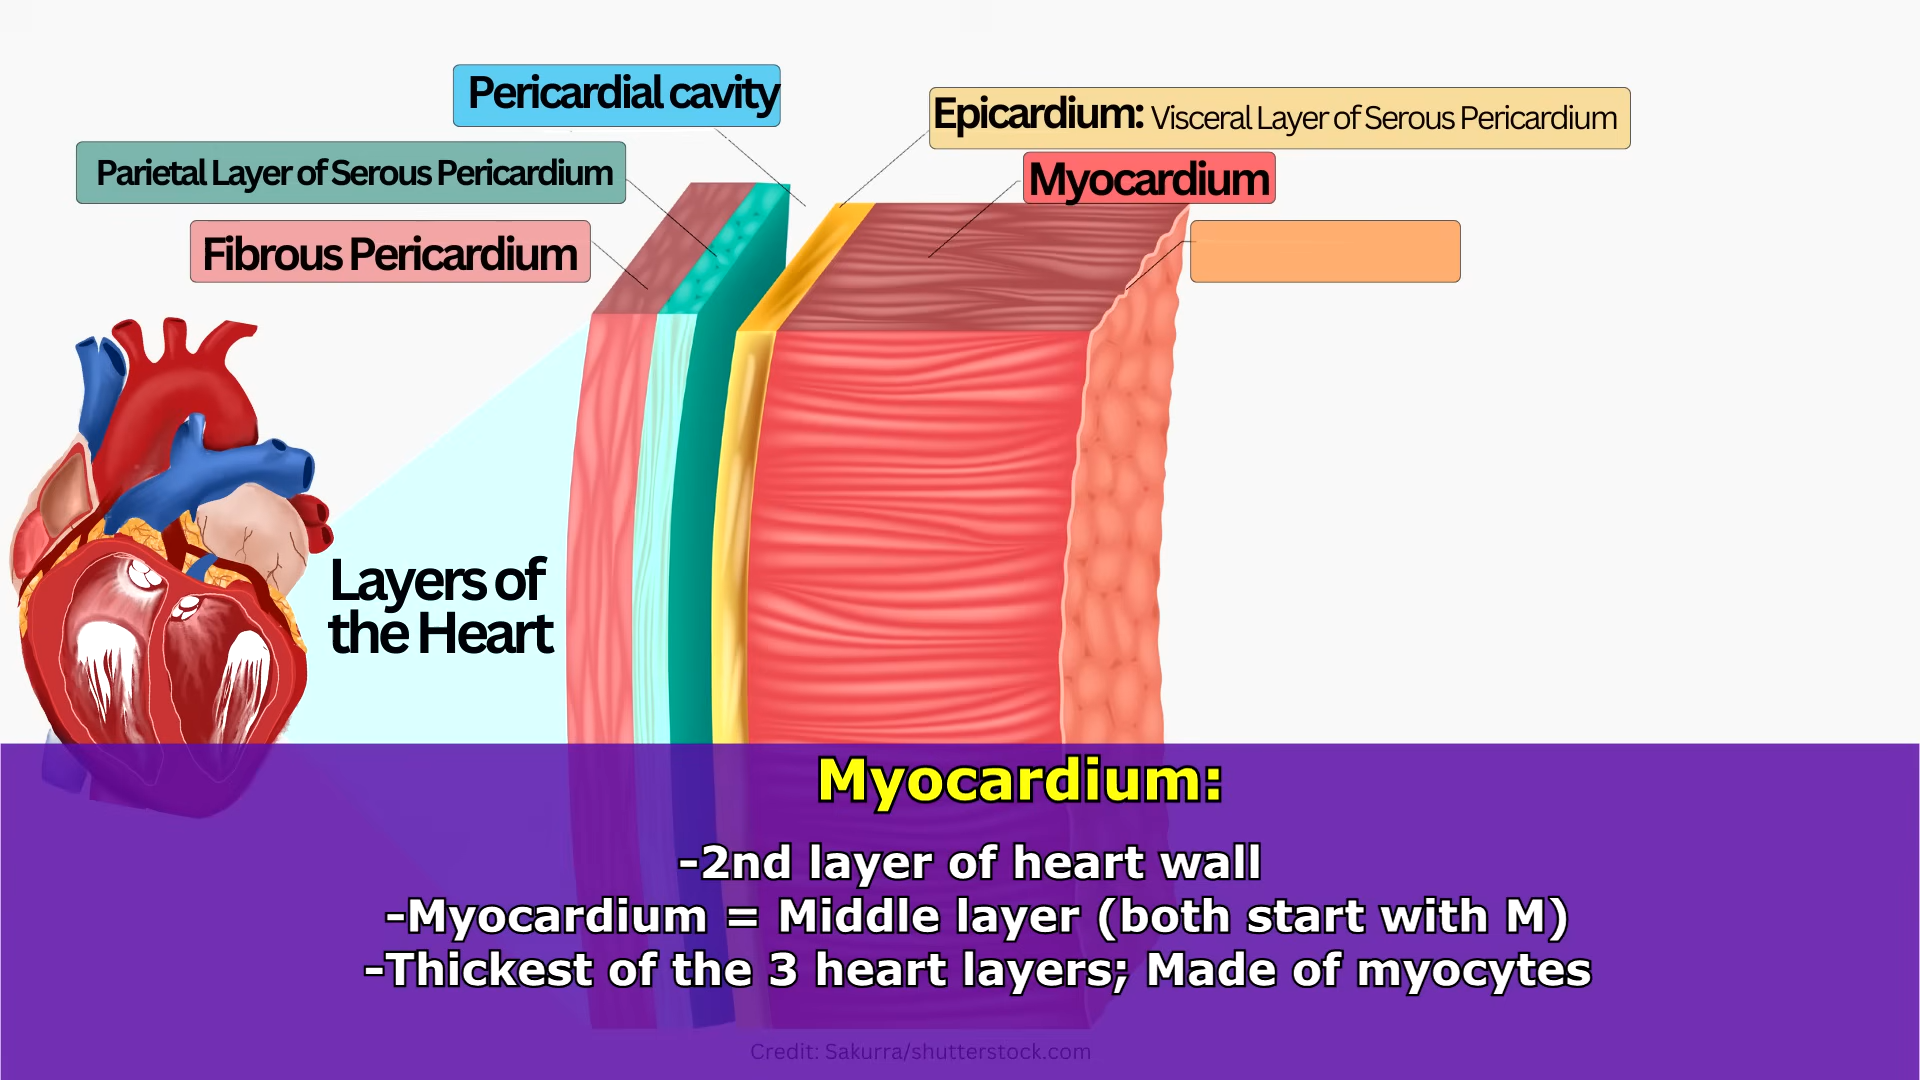 Pericardial cavity
Epicardium: Visceral Layer of Serous Pericardium
Parietal Layer of Serous Pericardium
Myocardium
Fibrous Pericardium
Layers of
the Heart
Myocardium:
-2nd layer of heart wall
-Myocardium = Middle layer (both start with M)
-Thickest of the 3 heart layers; Made of myocytes
Credit: Sakurra/shutterstock.com